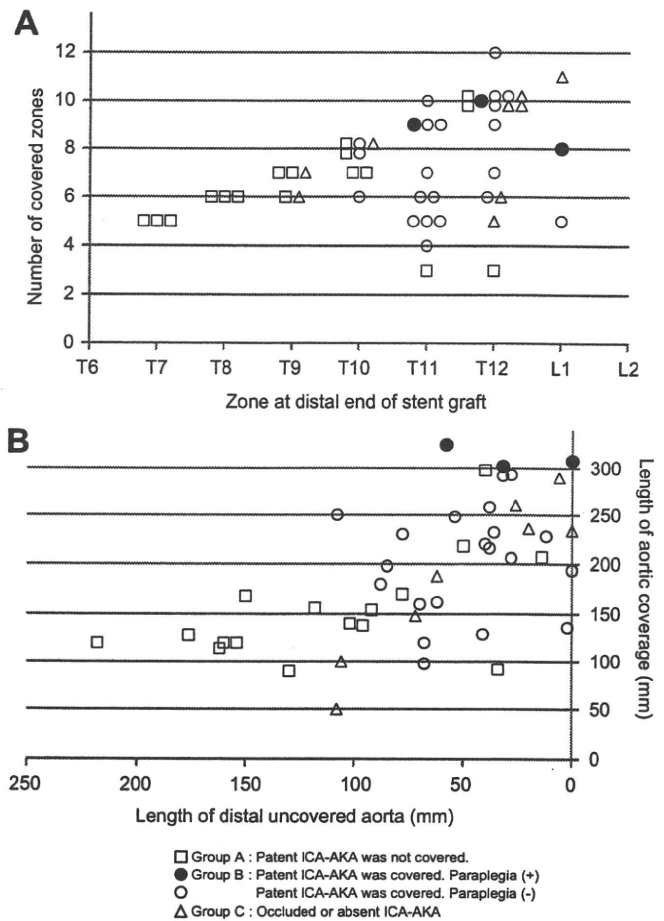 A
Number of covered zones
12
10
8
6
4
2
0
T6 T7 T8 T9 T10 T11 T12 L1 L2
Zone at distal end of stent graft
B
300
250
200
150
100
50
0
Length of aortic coverage (mm)
250 200 150 100 50 0
Length of distal uncovered aorta (mm)
Group A : Patent ICA-AKA was not covered.
Group B : Patent ICA-AKA was covered. Paraplegia (+)
Patent ICA-AKA was covered. Paraplegia (-)
Group C : Occluded or absent ICA-AKA